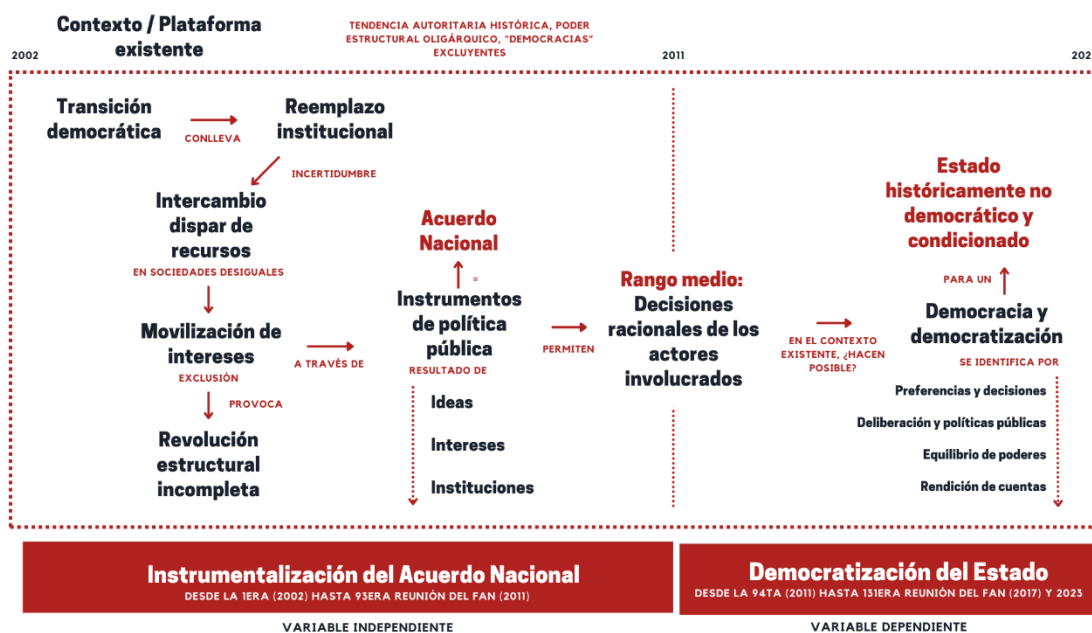 Contexto / Plataforma
existente
TENDENCIA AUTORITARIA HISTÓRICA, PODER
ESTRUCTURAL OLIGÁRQUICO, "DEMOCRACIAS"
EXCLUYENTES
2002
2011
202
Transición
democrática
CONLLEVA
Reemplazo
institucional
INCERTIDUMBRE
Intercambio
dispar de
recursos
EN SOCIEDADES DESIGUALES
Movilización de
intereses
EXCLUSIÓN
PROVOCA
Revolución
estructural
incompleta
A TRAVÉS DE
Acuerdo
Nacional
=
Instrumentos
de política
pública
RESULTADO DE
Ideas
Intereses
Instituciones
PERMITEN
Rango medio:
Decisiones
racionales de los
actores
involucrados
EN EL CONTEXTO
EXISTENTE, ¿HACEN
POSIBLE?
Estado
históricamente no
democrático y
condicionado
PARA UN
Democracia y
democratización
SE IDENTIFICA POR
Preferencias y decisiones
Deliberación y políticas públicas
Equilibrio de poderes
Rendición de cuentas
Instrumentalización del Acuerdo Nacional
DESDE LA 1ERA (2002) HASTA 93ERA REUNIÓN DEL FAN (2011)
VARIABLE INDEPENDIENTE
Democratización del Estado
DESDE LA 94TA (2011) HASTA 131ERA REUNIÓN DEL FAN (2017) Y 2023
VARIABLE DEPENDIENTE